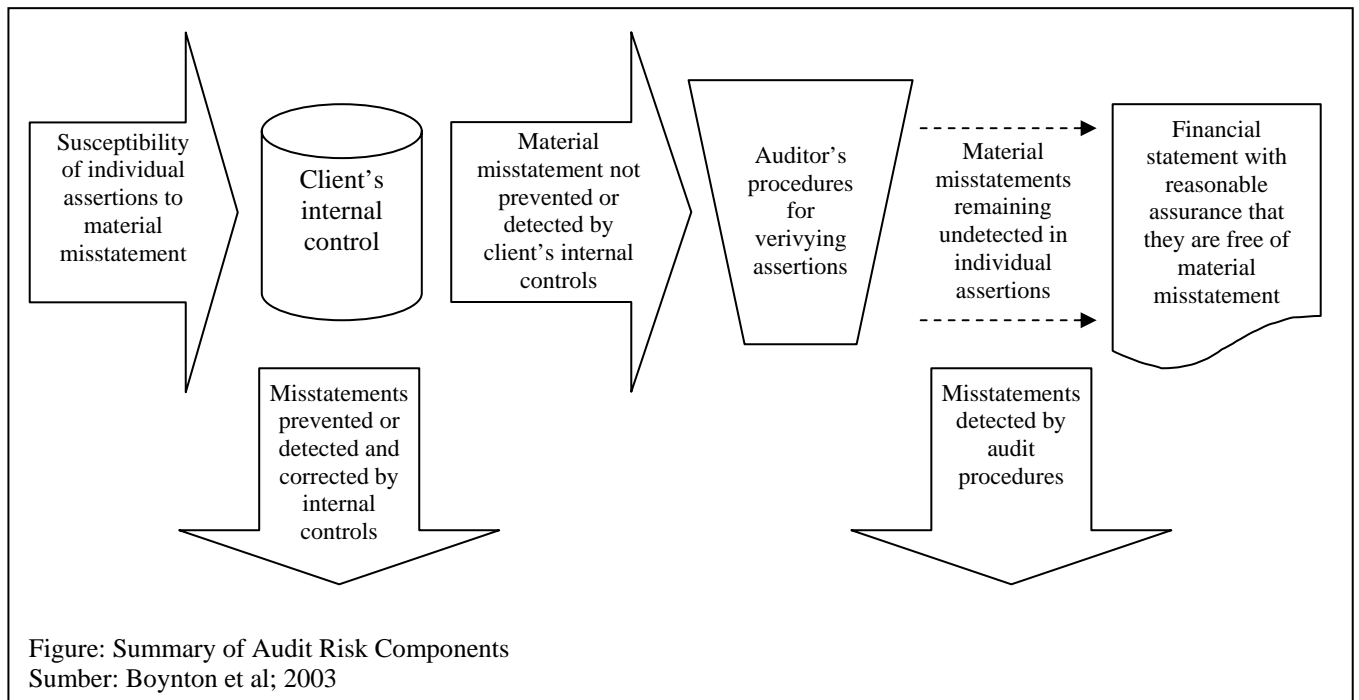 Susceptibility
of individual
assertions to
material
misstatement
Client's
internal
control
Material
misstatement not
prevented or
detected by
client's internal
controls
Auditor's
procedures
for
verivying
assertions
Material
misstatements
remaining
undetected in
individual
assertions
Financial
statement with
reasonable
assurance that
they are free of
material
misstatement
Misstatements
prevented or
detected and
corrected by
internal
controls
Misstatements
detected by
audit
procedures
Figure: Summary of Audit Risk Components
Sumber: Boynton et al; 2003